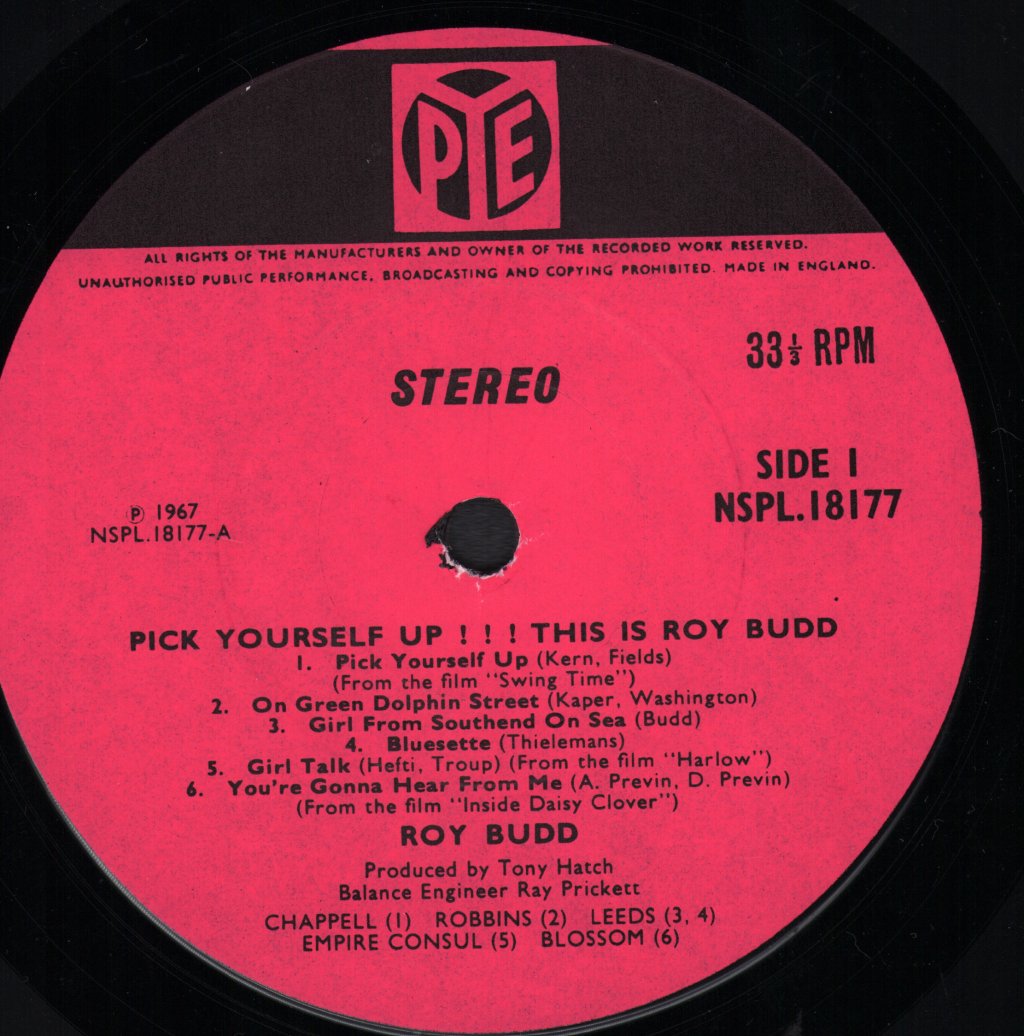 PYE
ALL RIGHTS OF THE MANUFACTURERS AND OWNER OF THE RECORDED WORK RESERVED.
UNAUTHORISED PUBLIC PERFORMANCE, BROADCASTING AND COPYING PROHIBITED. MADE IN ENGLAND.
33⅓ RPM
STEREO
SIDE 1
NSPL.18177
Ⓟ 1967
NSPL.18177-A
PICK YOURSELF UP ! ! ! THIS IS ROY BUDD
1. Pick Yourself Up (Kern, Fields)
(From the film "Swing Time")
2. On Green Dolphin Street (Kaper, Washington)
3. Girl From Southend On Sea (Budd)
4. Bluesette (Thielemans)
5. Girl Talk (Hefti, Troup) (From the film "Harlow")
6. You're Gonna Hear From Me (A. Previn, D. Previn)
(From the film "Inside Daisy Clover")
ROY BUDD
Produced by Tony Hatch
Balance Engineer Ray Prickett
CHAPPELL (1) ROBBINS (2) LEEDS (3, 4)
EMPIRE CONSUL (5) BLOSSOM (6)